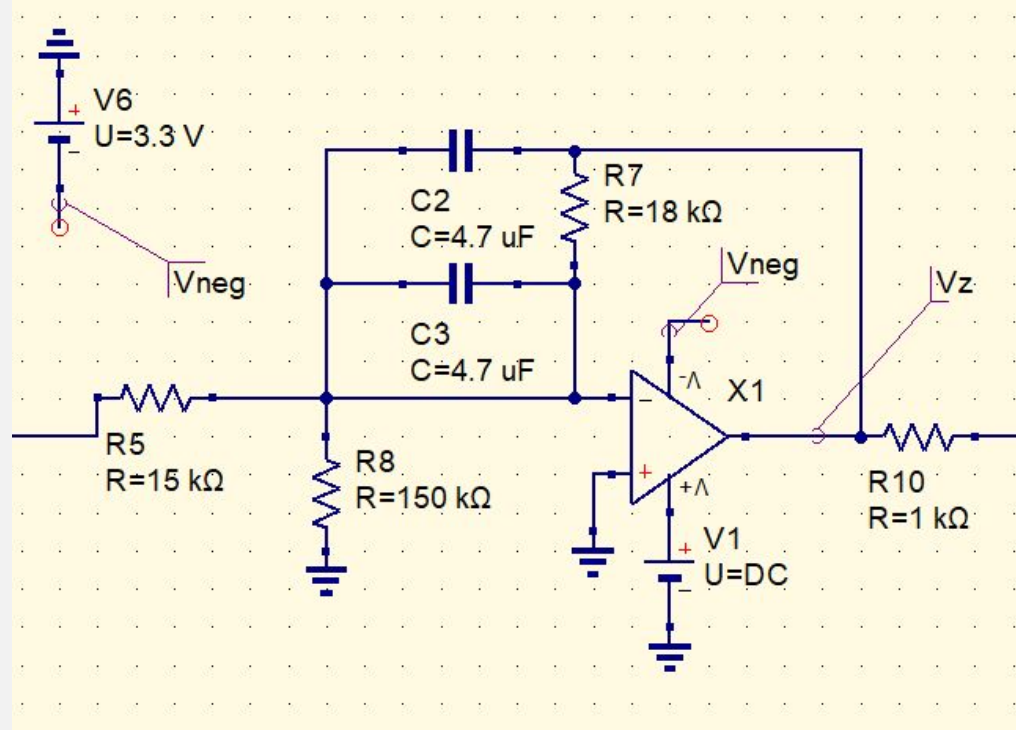 V6
U=3.3 V
+
-
Vneg
C2
C=4.7 uF
R7
R=18 kΩ
C3
C=4.7 uF
Vneg
Vz
R5
R=15 kΩ
R8
R=150 kΩ
-
+
V-
V+
X1
R10
R=1 kΩ
V1
U=DC
+
-